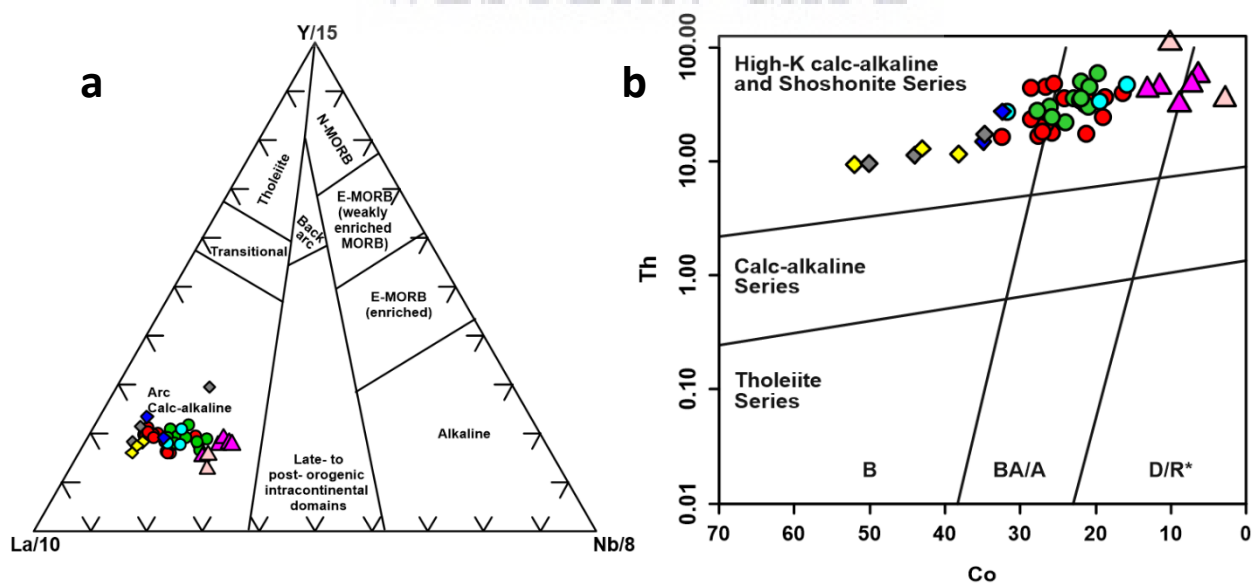 a
Y/15
N-MORB
Tholeiite
E-MORB
(weakly
enriched
MORB)
Back
arc
Transitional
E-MORB
(enriched)
Arc
Calc-alkaline
Alkaline
Late- to
post- orogenic
intracontinental
domains
La/10
Nb/8
b
High-K calc-alkaline
and Shoshonite Series
Calc-alkaline
Series
Tholeiite
Series
B
BA/A
D/R*
Th
100.00
10.00
1.00
0.10
0.01
70
60
50
40
30
20
10
0
Co